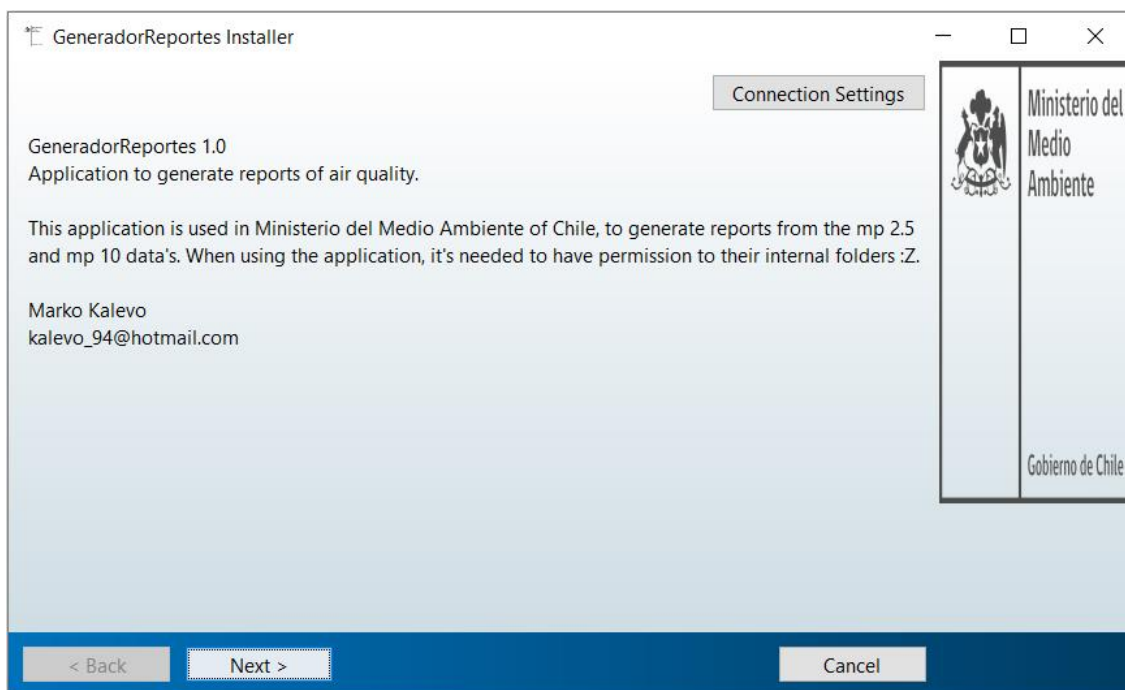 GeneradorReportes Installer
Connection Settings
GeneradorReportes 1.0
Application to generate reports of air quality.
This application is used in Ministerio del Medio Ambiente of Chile, to generate reports from the mp 2.5
and mp 10 data's. When using the application, it's needed to have permission to their internal folders :Z.
Marko Kalevo
kalevo_94@hotmail.com
Ministerio del
Medio
Ambiente
Gobierno de Chile
< Back
Next >
Cancel